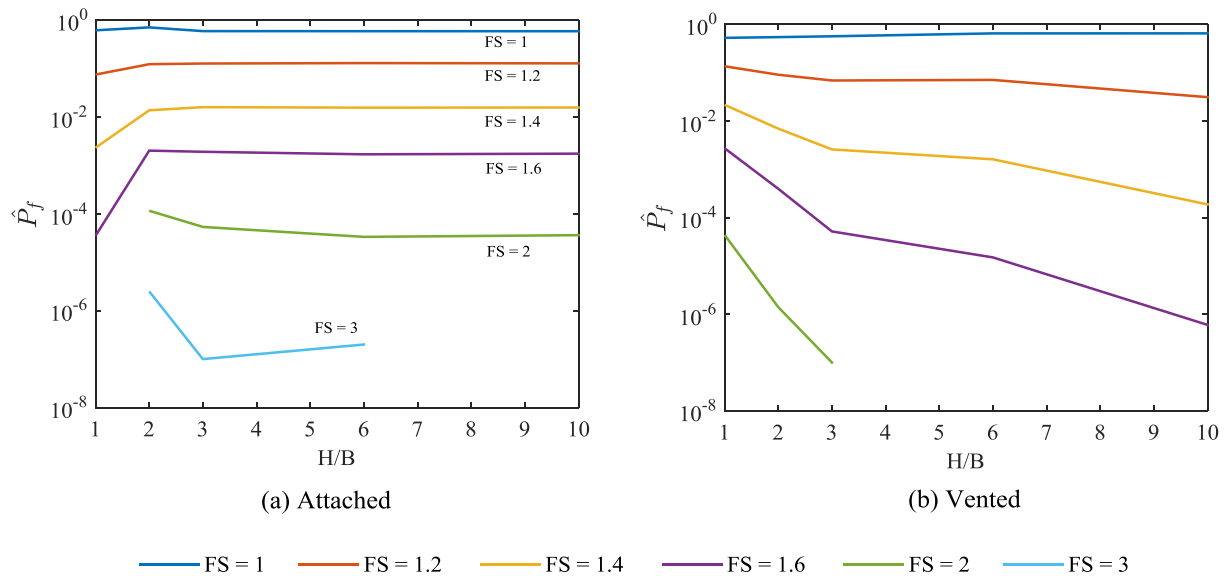 10^0
10^-2
10^-4
10^-6
10^-8
P̂_f
FS = 1
FS = 1.2
FS = 1.4
FS = 1.6
FS = 2
FS = 3
1 2 3 4 5 6 7 8 9 10
H/B
(a) Attached
10^0
10^-2
10^-4
10^-6
10^-8
P̂_f
1 2 3 4 5 6 7 8 9 10
H/B
(b) Vented
FS = 1 FS = 1.2 FS = 1.4 FS = 1.6 FS = 2 FS = 3